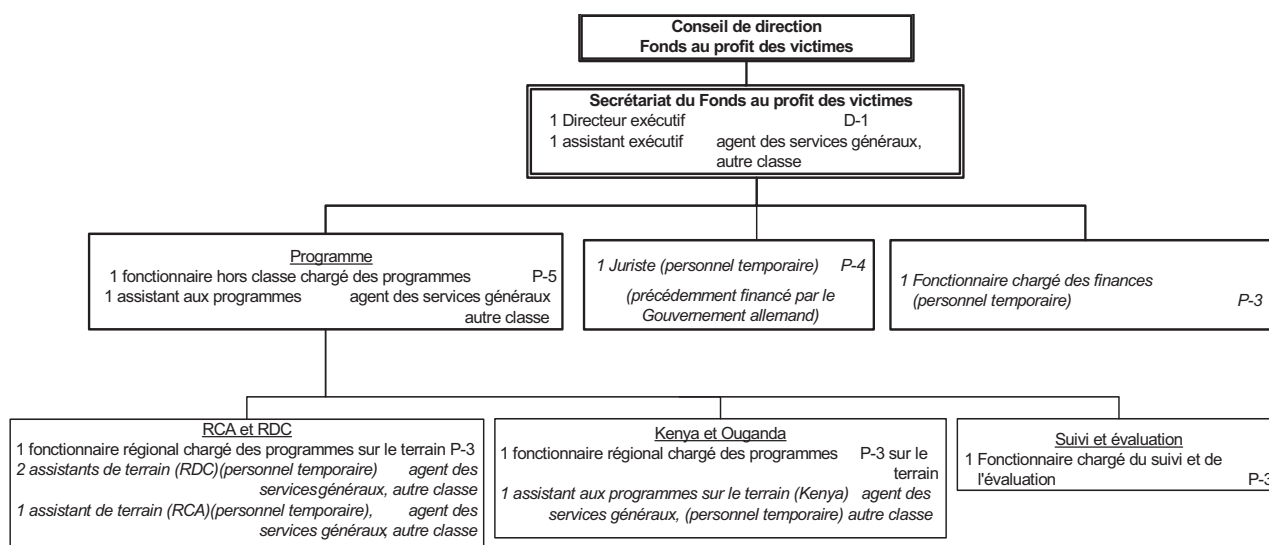 Conseil de direction
Fonds au profit des victimes
Secrétariat du Fonds au profit des victimes
1 Directeur exécutif D-1
1 assistant exécutif agent des services généraux,
autre classe
Programme
1 fonctionnaire hors classe chargé des programmes P-5
1 assistant aux programmes agent des services généraux
autre classe
1 Juriste (personnel temporaire) P-4
(précédemment financé par le
Gouvernement allemand)
1 Fonctionnaire chargé des finances
(personnel temporaire) P-3
RCA et RDC
1 fonctionnaire régional chargé des programmes sur le terrain P-3
2 assistants de terrain (RDC)(personnel temporaire) agent des
services généraux, autre classe
1 assistant de terrain (RCA)(personnel temporaire), agent des
services généraux, autre classe
Kenya et Ouganda
1 fonctionnaire régional chargé des programmes P-3 sur le
terrain
1 assistant aux programmes sur le terrain (Kenya) agent des
services généraux, (personnel temporaire) autre classe
Suivi et évaluation
1 Fonctionnaire chargé du suivi et de
l'évaluation P-3